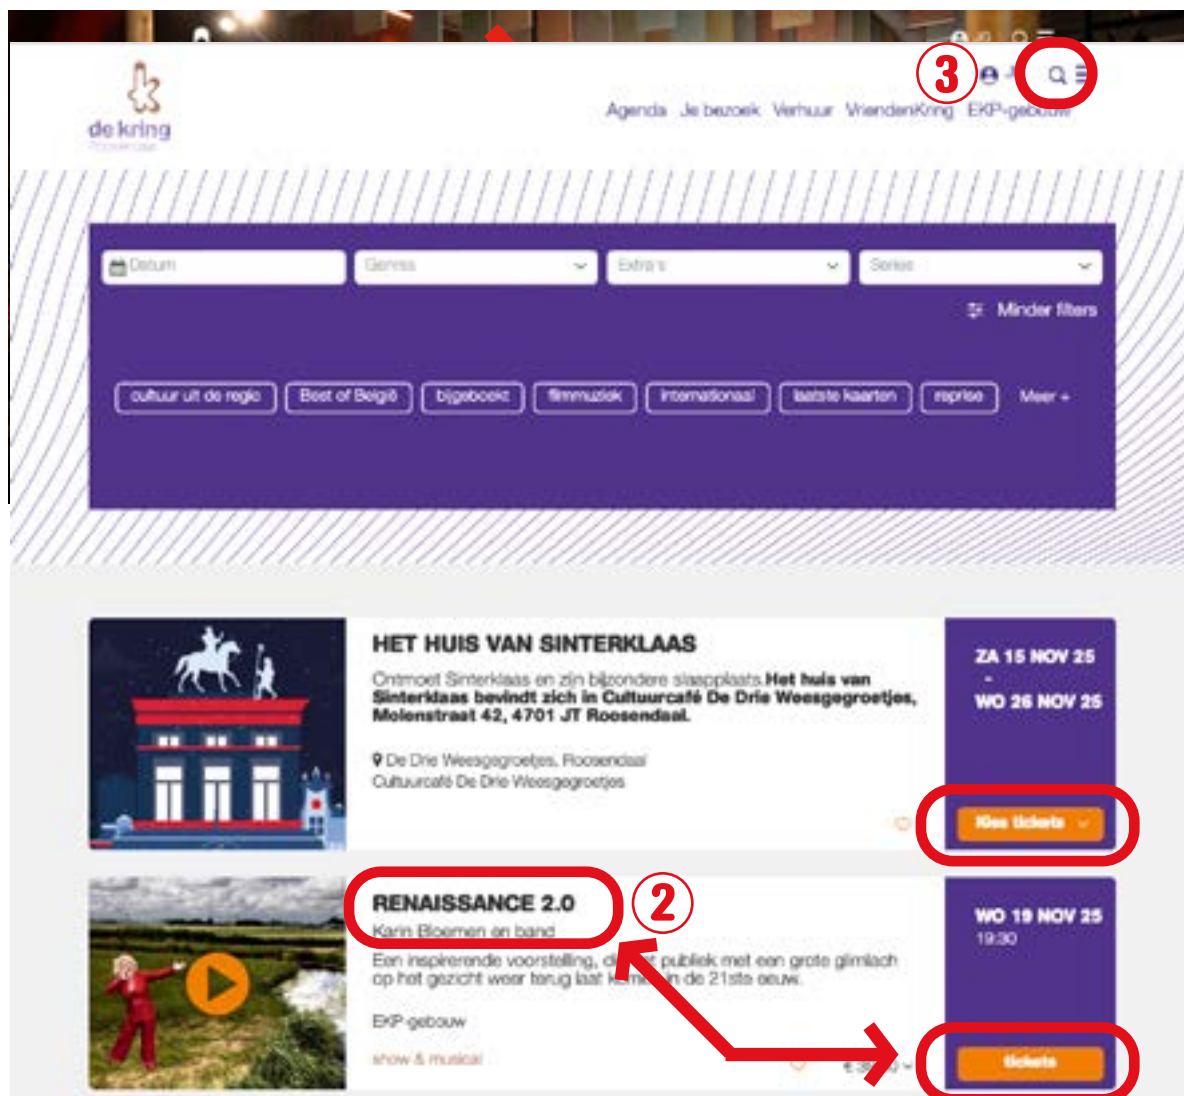 3
de kring
Agenda Je bezoek Verhuur VriendenKring EKP-gebouw
Datum Genres Extra's Series
Minder filters
cultuur uit de regio Best of België bijgeboekt filmmuziek internationaal laatste kaarten reprise Meer +
HET HUIS VAN SINTERKLAAS
Ontmoet Sinterklaas en zijn bijzondere slaapplaats. Het huis van
Sinterklaas bevindt zich in Cultuurcafé De Drie Weesgegroetjes,
Molenstraat 42, 4701 JT Roosendaal.
De Drie Weesgegroetjes, Roosendaal
Cultuurcafé De Drie Weesgegroetjes
ZA 15 NOV 25
-
WO 26 NOV 25
Kies tickets
RENAISSANCE 2.0
2
Karin Bloemen en band
Een inspirerende voorstelling, publiek met een grote glimlach
op het gezicht weer terug laat in de 21ste eeuw.
EKP-gebouw
show & musical
WO 19 NOV 25
19:30
tickets